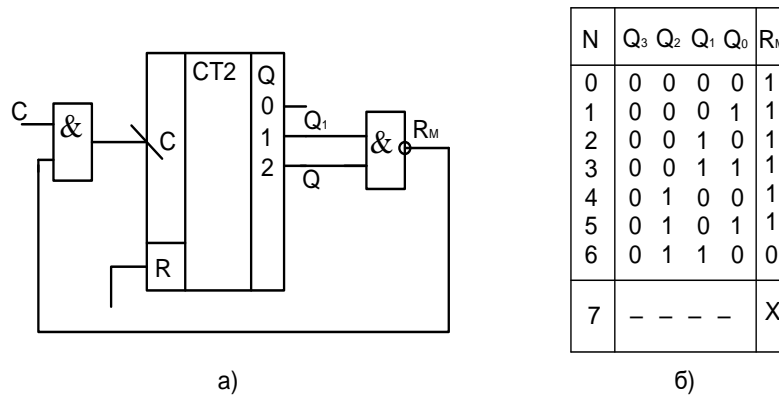 CT2 Q
C & C 0
Q₁
1 & Rм
2
Q
R
а)
N Q₃ Q₂ Q₁ Q₀ Rм
0 0 0 0 0 1
1 0 0 0 1 1
2 0 0 1 0 1
3 0 0 1 1 1
4 0 1 0 0 1
5 0 1 0 1 1
6 0 1 1 0 0
7 – – – – X
б)